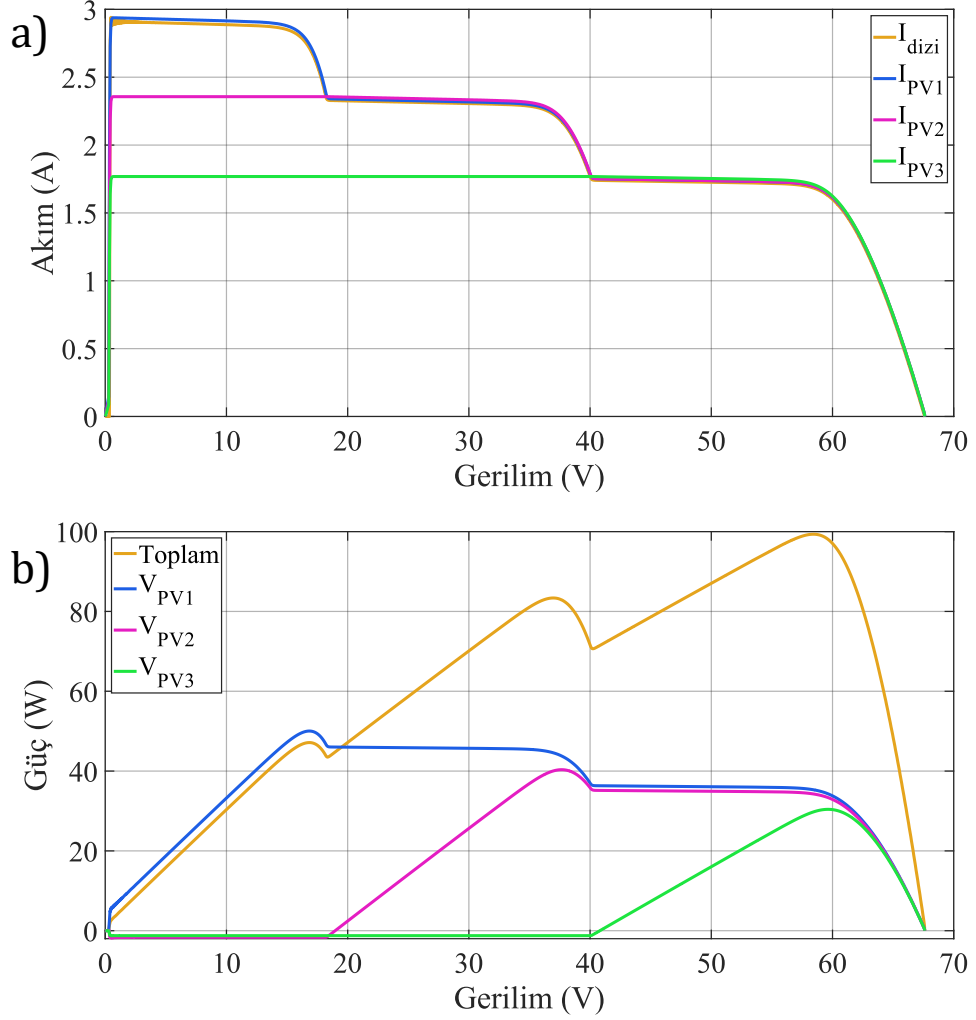 a)
3
2.5
2
1.5
1
0.5
0
Akım (A)
I_dizi
I_PV1
I_PV2
I_PV3
0 10 20 30 40 50 60 70
Gerilim (V)
b)
100
80
60
40
20
0
Güç (W)
Toplam
V_PV1
V_PV2
V_PV3
0 10 20 30 40 50 60 70
Gerilim (V)